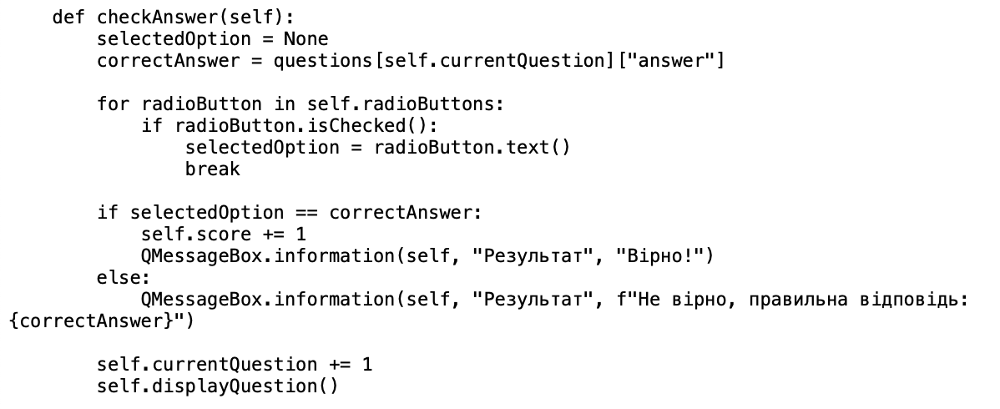 def checkAnswer(self):
selectedOption = None
correctAnswer = questions[self.currentQuestion]["answer"]
for radioButton in self.radioButtons:
if radioButton.isChecked():
selectedOption = radioButton.text()
break
if selectedOption == correctAnswer:
self.score += 1
QMessageBox.information(self, "Результат", "Вірно!")
else:
QMessageBox.information(self, "Результат", f"Не вірно, правильна відповідь:
{correctAnswer}")
self.currentQuestion += 1
self.displayQuestion()